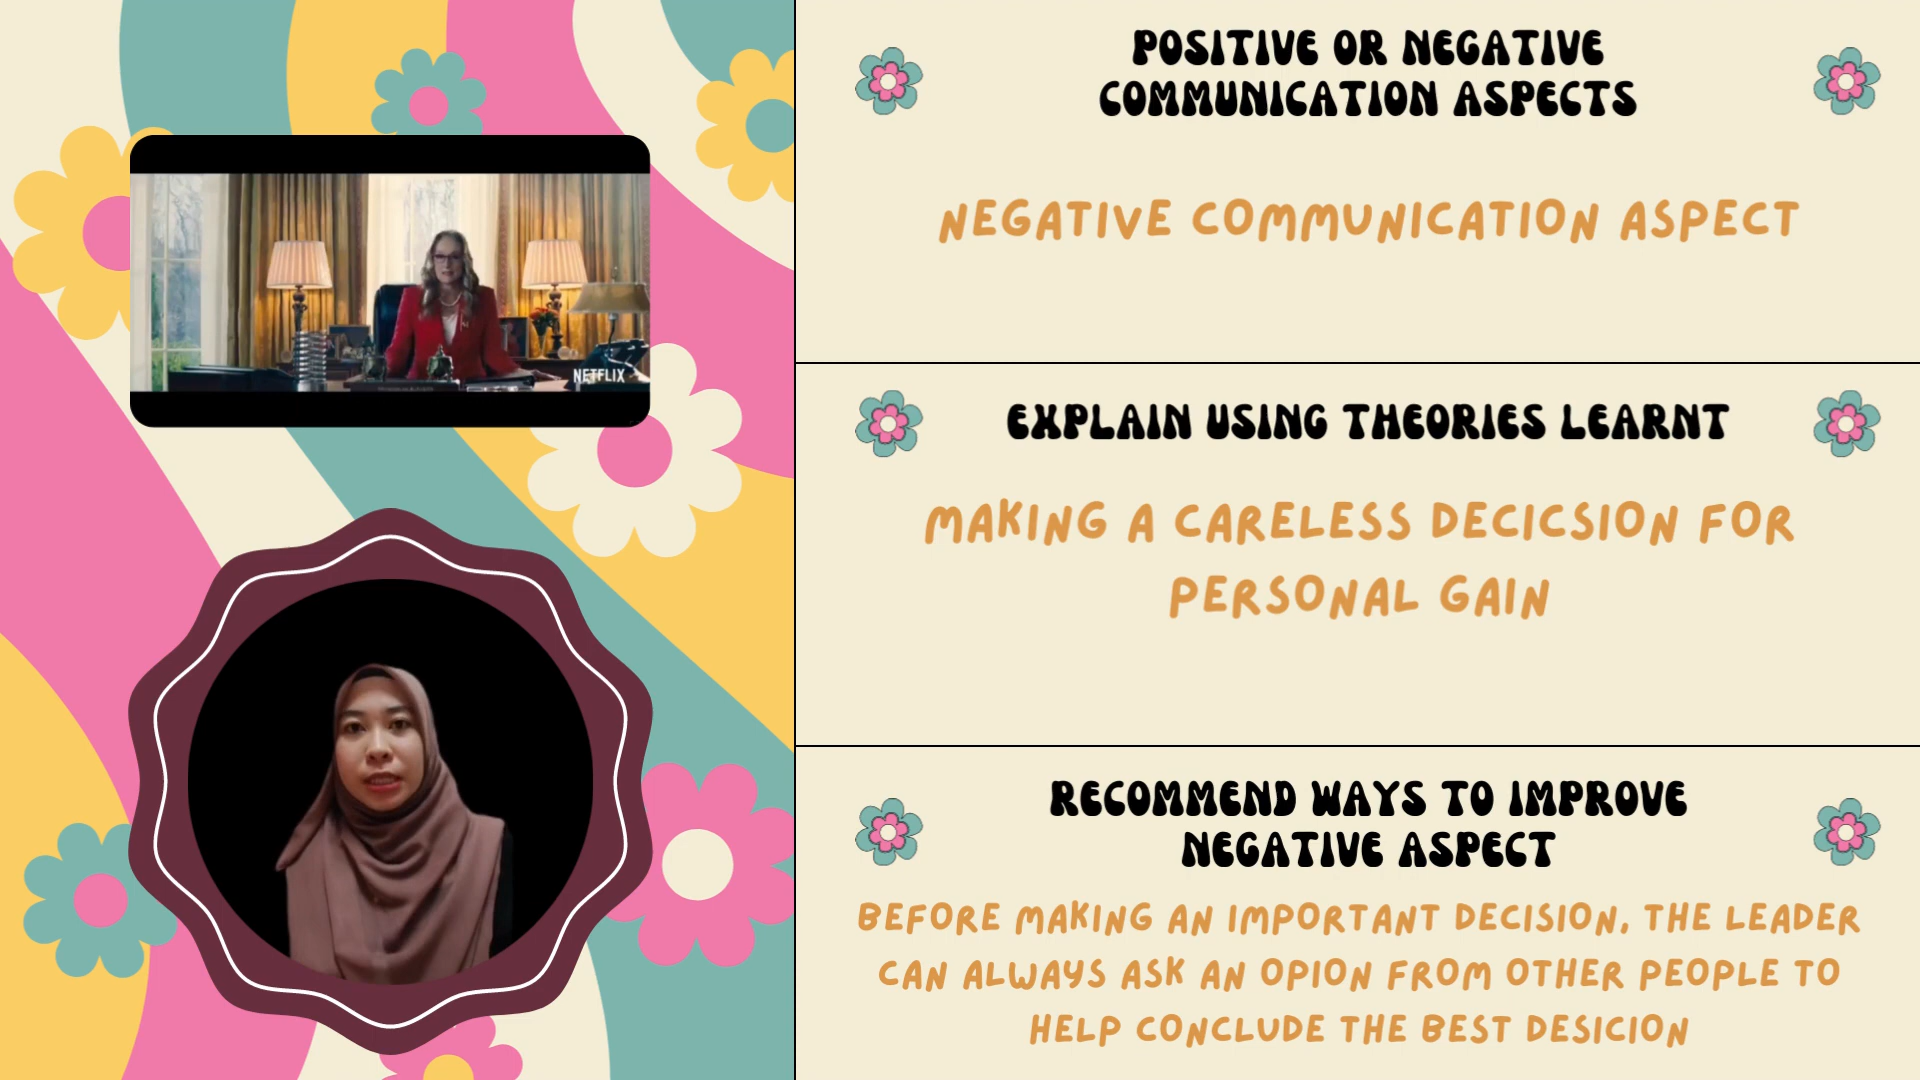 NETFLIX
POSITIVE OR NEGATIVE
COMMUNICATION ASPECTS
NEGATIVE COMMUNICATION ASPECT
EXPLAIN USING THEORIES LEARNT
MAKING A CARELESS DECICSION FOR
PERSONAL GAIN
RECOMMEND WAYS TO IMPROVE
NEGATIVE ASPECT
BEFORE MAKING AN IMPORTANT DECISION, THE LEADER
CAN ALWAYS ASK AN OPION FROM OTHER PEOPLE TO
HELP CONCLUDE THE BEST DESICION